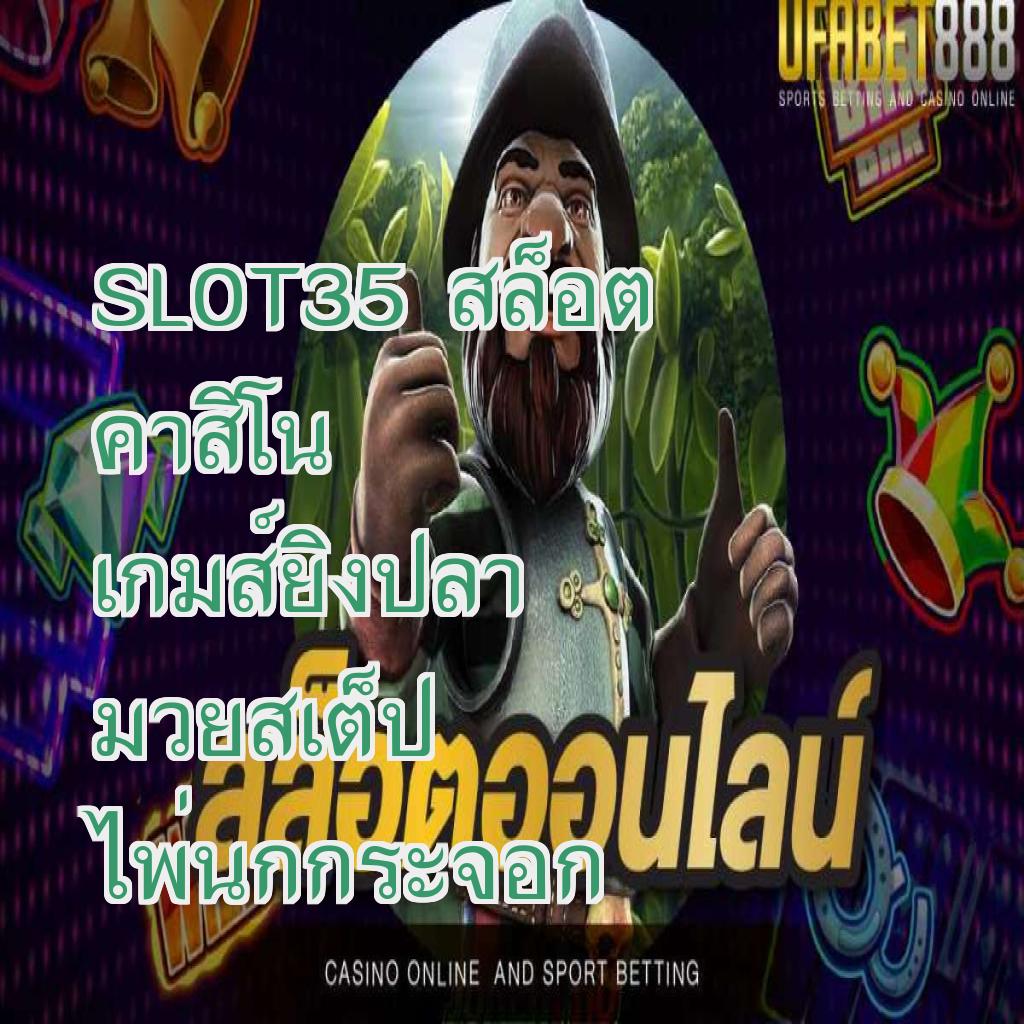 UFABET888
SPORTS BETTING AND CASINO ONLINE
BAR
SLOT35 สล็อต
คาสีโน
เกมส์ยิงปลา
มวยสเต็ป
สล็อตออนไลน์
ไพ่นกกระจอก
CASINO ONLINE AND SPORT BETTING